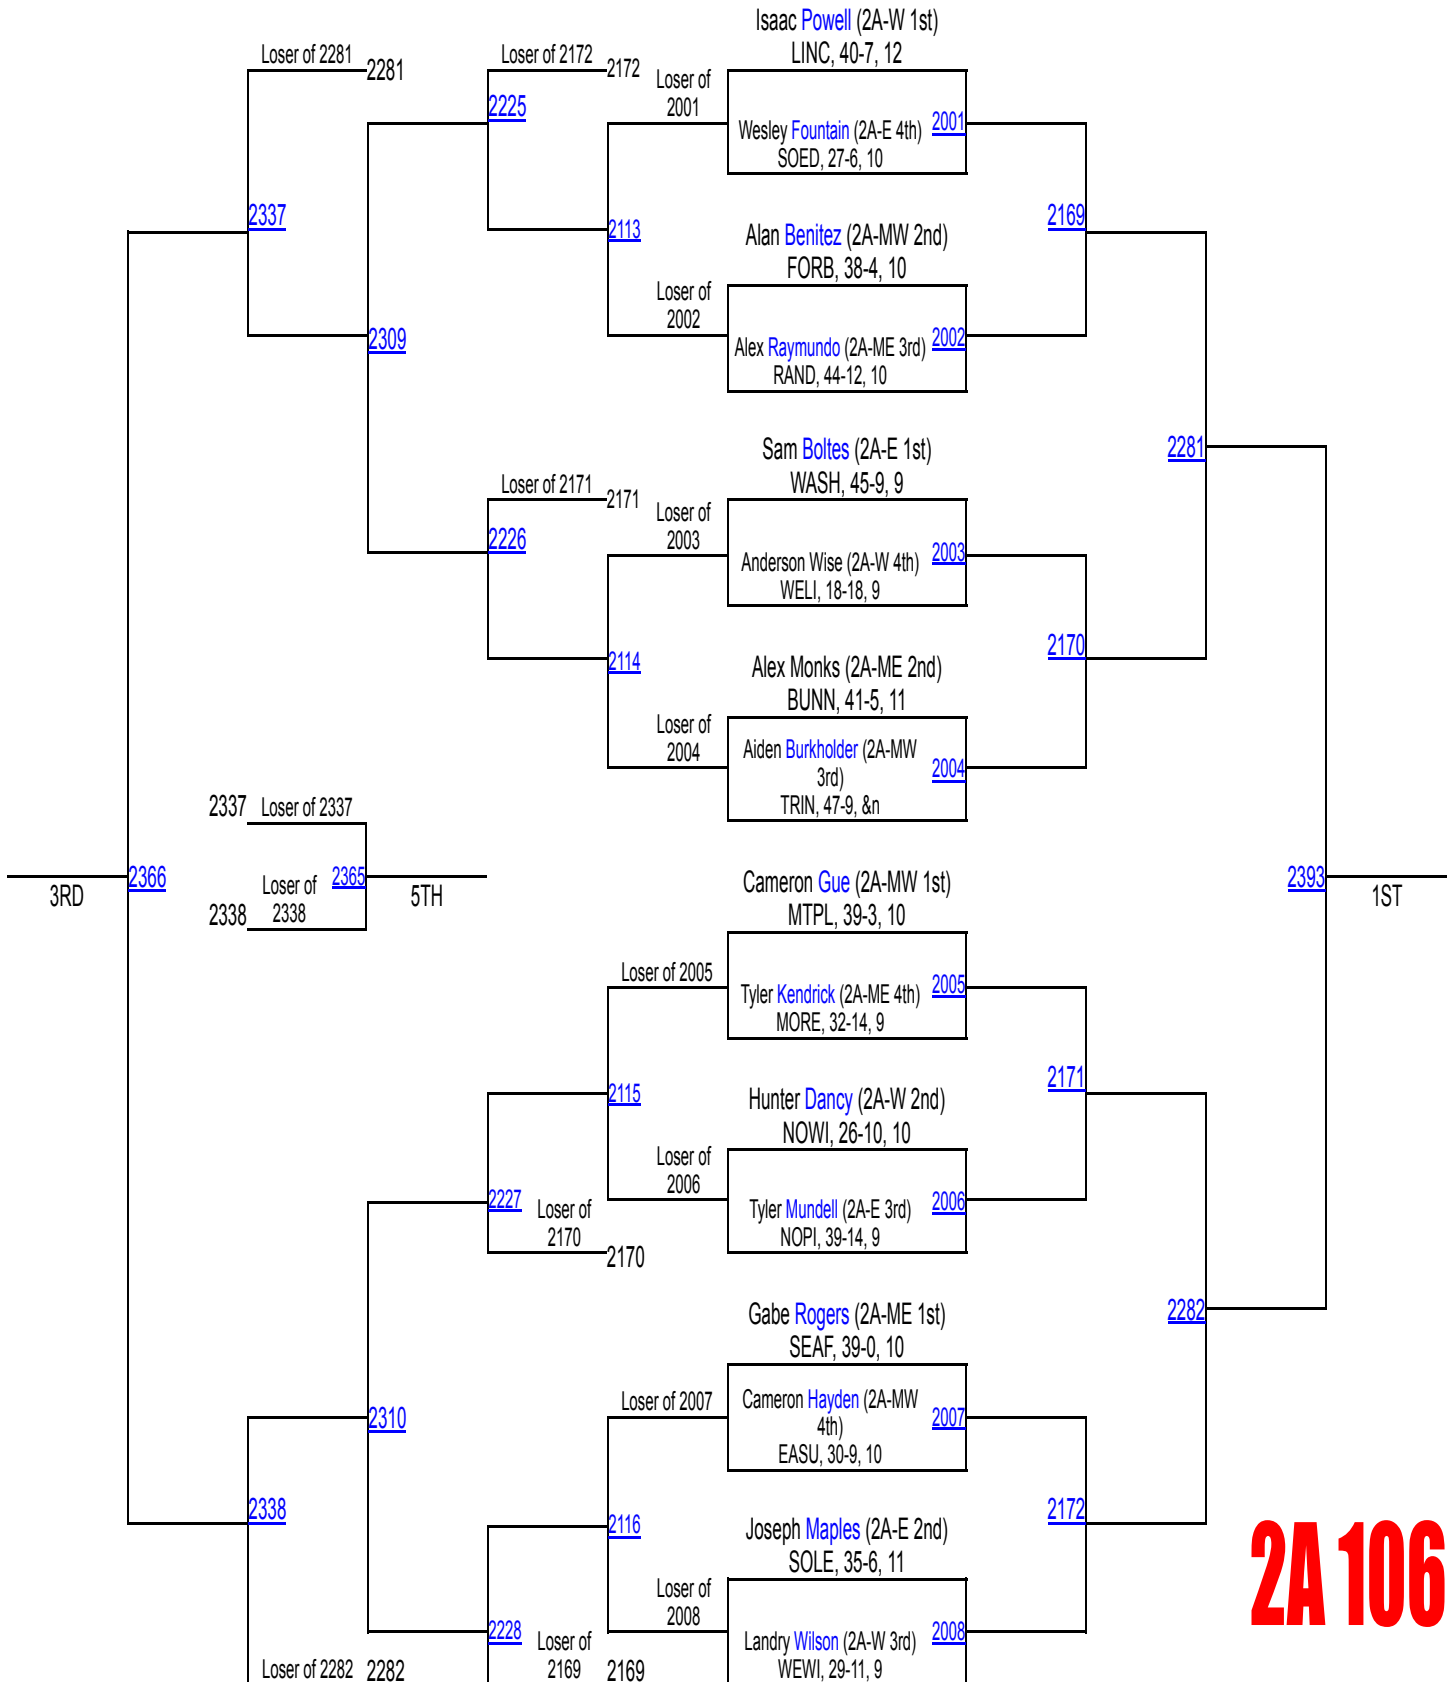 Isaac Powell (2A-W 1st)
LINC, 40-7, 12
Loser of 2281
2281
Loser of 2172
2172
Loser of
2001
2225
Wesley Fountain (2A-E 4th)
SOED, 27-6, 10
2001
2337
2113
2169
Alan Benitez (2A-MW 2nd)
FORB, 38-4, 10
Loser of
2002
2309
Alex Raymundo (2A-ME 3rd)
RAND, 44-12, 10
2002
Sam Boltes (2A-E 1st)
WASH, 45-9, 9
2281
Loser of 2171
2171
Loser of
2003
2226
Anderson Wise (2A-W 4th)
WELI, 18-18, 9
2003
2114
2170
Alex Monks (2A-ME 2nd)
BUNN, 41-5, 11
Loser of
2004
Aiden Burkholder (2A-MW
3rd)
TRIN, 47-9, &n
2004
2337
Loser of 2337
2366
3RD
Loser of
2338
2365
2338
5TH
2393
1ST
Cameron Gue (2A-MW 1st)
MTPL, 39-3, 10
Loser of 2005
Tyler Kendrick (2A-ME 4th)
MORE, 32-14, 9
2005
2115
2171
Hunter Dancy (2A-W 2nd)
NOWI, 26-10, 10
Loser of
2006
2227
Loser of
2170
2170
Tyler Mundell (2A-E 3rd)
NOPI, 39-14, 9
2006
2282
Gabe Rogers (2A-ME 1st)
SEAF, 39-0, 10
Loser of 2007
2310
Cameron Hayden (2A-MW
4th)
EASU, 30-9, 10
2007
2338
2116
2172
Joseph Maples (2A-E 2nd)
SOLE, 35-6, 11
2A 106
Loser of
2008
2228
Loser of
2169
2169
Landry Wilson (2A-W 3rd)
WEWI, 29-11, 9
2008
Loser of 2282
2282